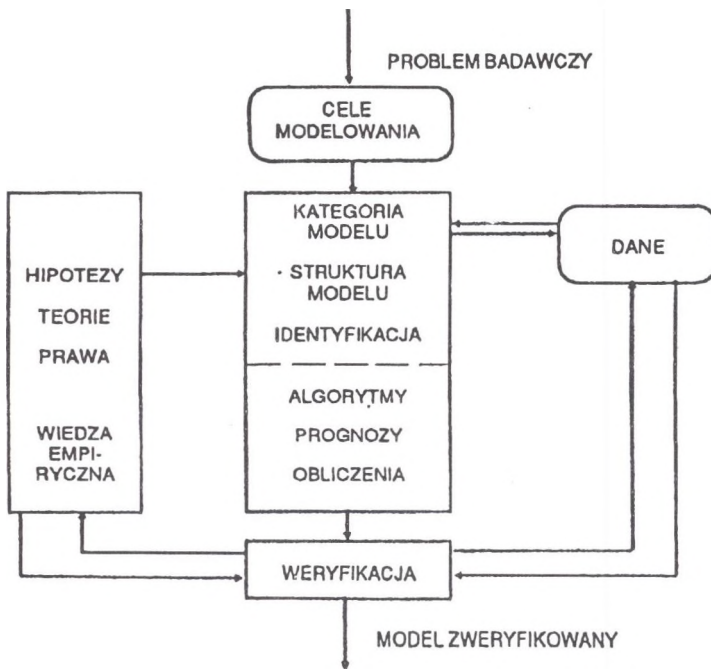 PROBLEM BADAWCZY
CELE
MODELOWANIA
HIPOTEZY
TEORIE
PRAWA
WIEDZA
EMPI-
RYCZNA
KATEGORIA
MODELU
STRUKTURA
MODELU
IDENTYFIKACJA
ALGORYTMY
PROGNOZY
OBLICZENIA
DANE
WERYFIKACJA
MODEL ZWERYFIKOWANY